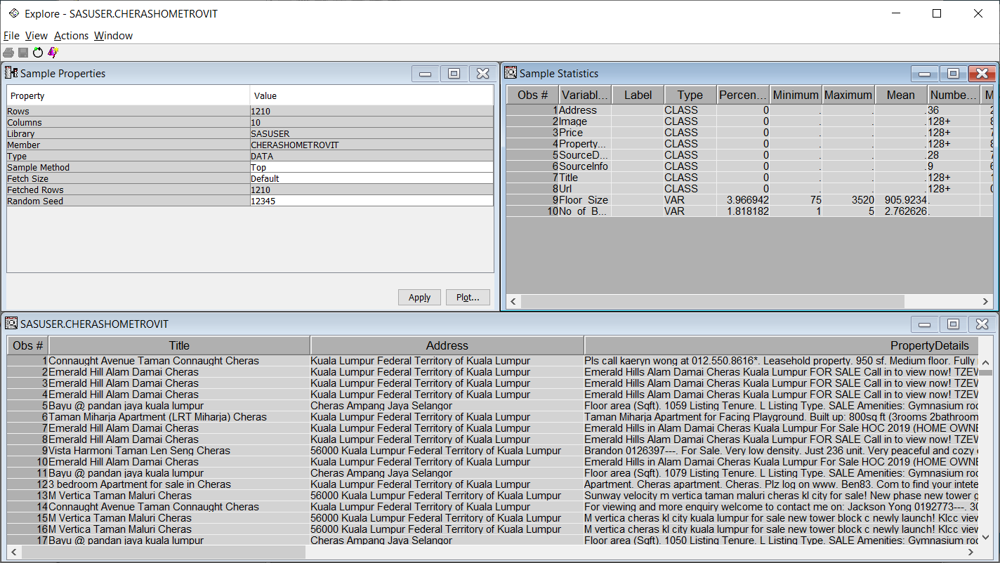 Explore - SASUSER.CHERASHOMETROVIT
File View Actions Window
Sample Properties
Property Value
Rows 1210
Columns 10
Library SASUSER
Member CHERASHOMETROVIT
Type DATA
Sample Method Top
Fetch Size Default
Fetched Rows 1210
Random Seed 12345
Apply Plot...
Sample Statistics
Obs # Variabl... Label Type Percen... Minimum Maximum Mean Numbe... M
1 Address CLASS 0 . . . 36 2
2 Image CLASS 0 . . . 128+ 8
3 Price CLASS 0 . . . 128+ 7
4 Property... CLASS 0 . . . 128+ 8
5 SourceD... CLASS 0 . . . 28 7
6 SourceInfo CLASS 0 . . . 9 6
7 Title CLASS 0 . . . 128+ 1
8 Url CLASS 0 . . . 128+ 0
9 Floor_Size VAR 3.966942 75 3520 905.9234 .
10 No_of_B... VAR 1.818182 1 5 2.762626 .
SASUSER.CHERASHOMETROVIT
Obs # Title Address PropertyDetails
1 Connaught Avenue Taman Connaught Cheras Kuala Lumpur Federal Territory of Kuala Lumpur Pls call kaeryn wong at 012.550.8616*. Leasehold property. 950 sf. Medium floor. Fully
2 Emerald Hill Alam Damai Cheras Kuala Lumpur Federal Territory of Kuala Lumpur Emerald Hills Alam Damai Cheras Kuala Lumpur FOR SALE Call in to view now! TZEW
3 Emerald Hill Alam Damai Cheras Kuala Lumpur Federal Territory of Kuala Lumpur Emerald Hills Alam Damai Cheras Kuala Lumpur FOR SALE Call in to view now! TZEW
4 Emerald Hill Alam Damai Cheras Kuala Lumpur Federal Territory of Kuala Lumpur Emerald Hills Alam Damai Cheras Kuala Lumpur FOR SALE Call in to view now! TZEW
5 Bayu @ pandan jaya kuala lumpur Cheras Ampang Jaya Selangor Floor area (Sqft). 1059 Listing Tenure. L Listing Type. SALE Amenities: Gymnasium roo
6 Taman Miharja Apartment (LRT Miharja) Cheras Kuala Lumpur Federal Territory of Kuala Lumpur Taman Miharja Apartment for Facing Playground. Built up: 800sq ft (3rooms 2bathroom
7 Emerald Hill Alam Damai Cheras Kuala Lumpur Federal Territory of Kuala Lumpur Emerald Hills in Alam Damai Cheras Kuala Lumpur For Sale HOC 2019 (HOME OWNE
8 Emerald Hill Alam Damai Cheras Kuala Lumpur Federal Territory of Kuala Lumpur Emerald Hills Alam Damai Cheras Kuala Lumpur FOR SALE Call in to view now! TZEW
9 Vista Harmoni Taman Len Seng Cheras 56000 Kuala Lumpur Federal Territory of Kuala Lumpur Brandon 0126397---. For Sale. Very low density. Just 236 unit. Very peaceful and cozy
10 Emerald Hill Alam Damai Cheras Kuala Lumpur Federal Territory of Kuala Lumpur Emerald Hills in Alam Damai Cheras Kuala Lumpur For Sale HOC 2019 (HOME OWNE
11 Bayu @ pandan jaya kuala lumpur Cheras Ampang Jaya Selangor Floor area (Sqft). 1079 Listing Tenure. L Listing Type. SALE Amenities: Gymnasium roo
12 3 bedroom Apartment for sale in Cheras Kuala Lumpur Federal Territory of Kuala Lumpur Apartment. Cheras apartment. Cheras. Plz log on www. Ben83. Com to find your intete
13 M Vertica Taman Maluri Cheras 56000 Kuala Lumpur Federal Territory of Kuala Lumpur Sunway velocity m vertica taman maluri cheras kl city for sale! New phase new tower
14 Connaught Avenue Taman Connaught Cheras Kuala Lumpur Federal Territory of Kuala Lumpur For viewing and more enquiry welcome to contact me on: Jackson Yong 0192773---. 30
15 M Vertica Taman Maluri Cheras 56000 Kuala Lumpur Federal Territory of Kuala Lumpur M vertica cheras kl city kuala lumpur for sale new tower block c newly launch! Klcc view
16 M Vertica Taman Maluri Cheras 56000 Kuala Lumpur Federal Territory of Kuala Lumpur M vertica cheras kl city kuala lumpur for sale new tower block c newly launch! Klcc view
17 Bayu @ pandan jaya kuala lumpur Cheras Ampang Jaya Selangor Floor area (Sqft). 1050 Listing Tenure. L Listing Type. SALE Amenities: Gymnasium roo